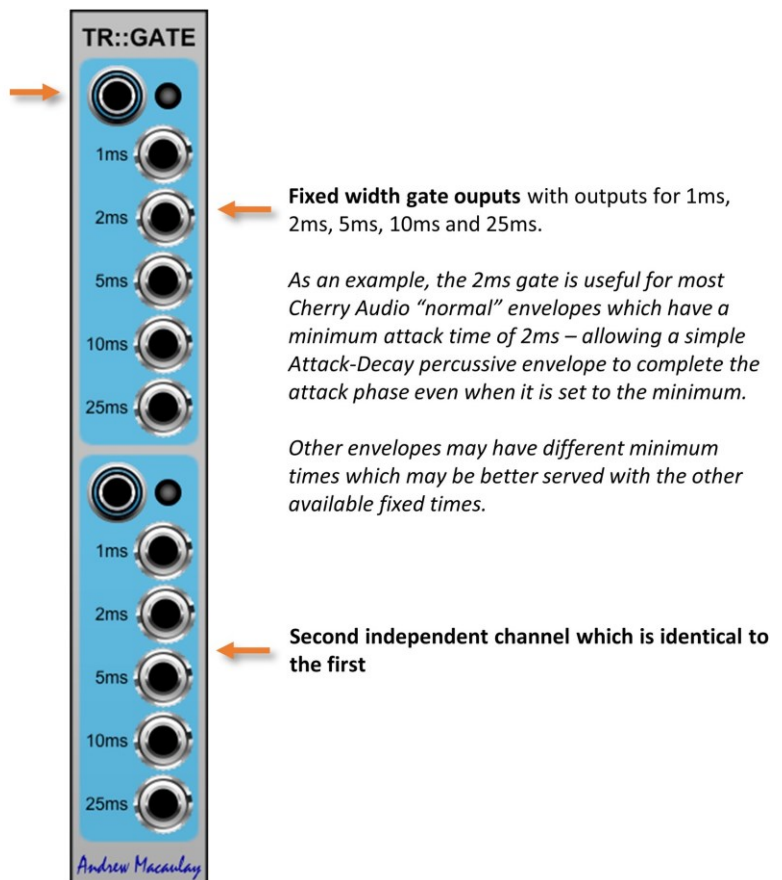 TR::GATE
1ms
2ms
5ms
10ms
25ms
Fixed width gate ouputs with outputs for 1ms,
2ms, 5ms, 10ms and 25ms.
As an example, the 2ms gate is useful for most
Cherry Audio “normal” envelopes which have a
minimum attack time of 2ms – allowing a simple
Attack-Decay percussive envelope to complete the
attack phase even when it is set to the minimum.
Other envelopes may have different minimum
times which may be better served with the other
available fixed times.
1ms
2ms
5ms
10ms
25ms
Second independent channel which is identical to
the first
Andrew Macaulay